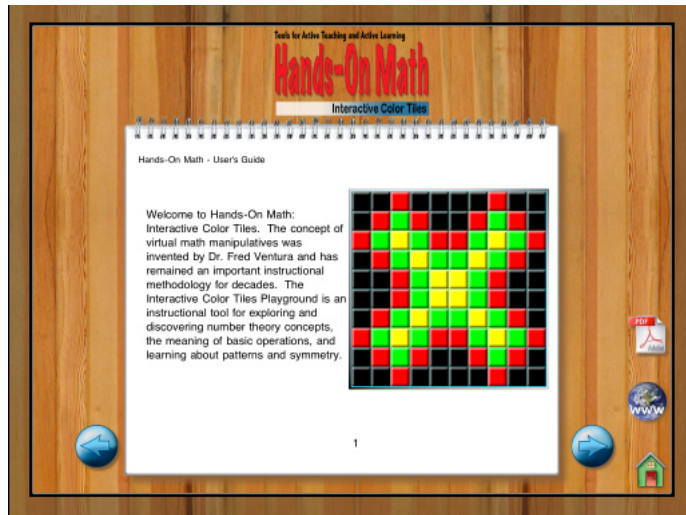 Tools for Active Teaching and Active Learning
Hands-On Math
Interactive Color Tiles
Hands-On Math - User's Guide
Welcome to Hands-On Math:
Interactive Color Tiles. The concept of
virtual math manipulatives was
invented by Dr. Fred Ventura and has
remained an important instructional
methodology for decades. The
Interactive Color Tiles Playground is an
instructional tool for exploring and
discovering number theory concepts,
the meaning of basic operations, and
learning about patterns and symmetry.
PDF
Adobe
WWW
1